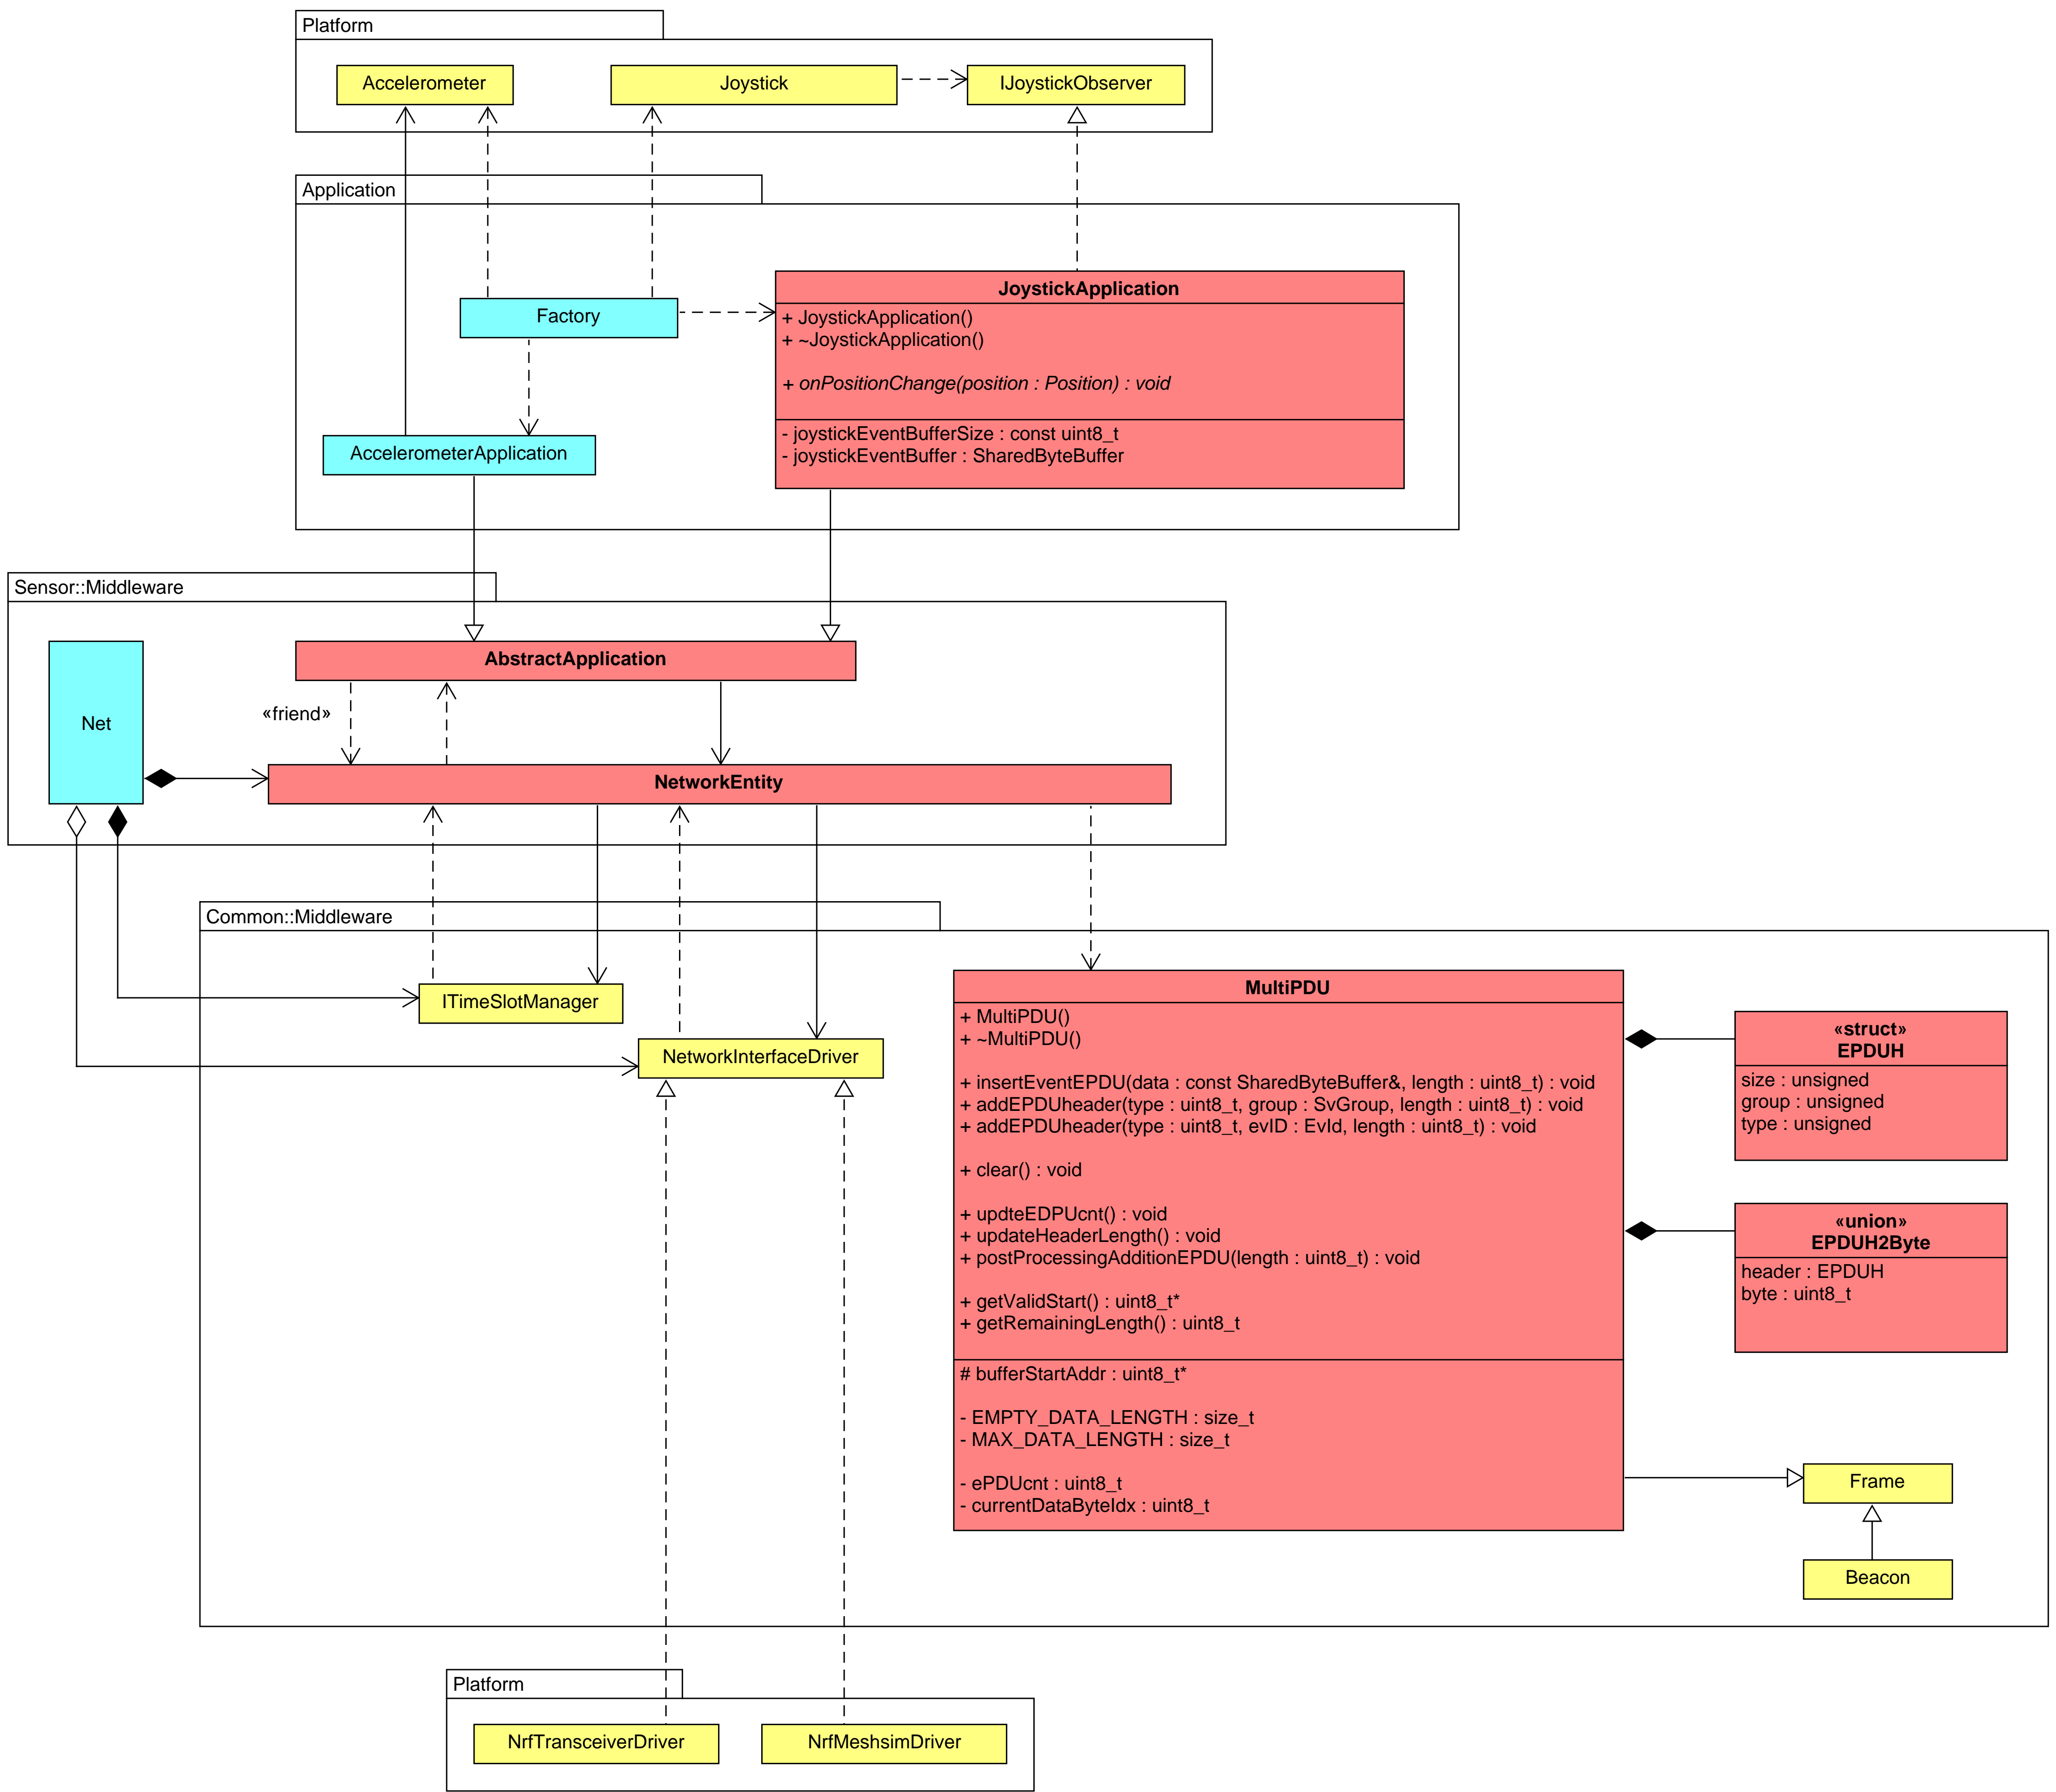 Platform
Accelerometer
Joystick
IJoystickObserver
Application
Factory
JoystickApplication
+ JoystickApplication()
+ ~JoystickApplication()
+ onPositionChange(position : Position) : void
- joystickEventBufferSize : const uint8_t
- joystickEventBuffer : SharedByteBuffer
AccelerometerApplication
Sensor::Middleware
Net
AbstractApplication
«friend»
NetworkEntity
Common::Middleware
ITimeSlotManager
NetworkInterfaceDriver
MultiPDU
+ MultiPDU()
+ ~MultiPDU()
+ insertEventEPDU(data : const SharedByteBuffer&, length : uint8_t) : void
+ addEPDUheader(type : uint8_t, group : SvGroup, length : uint8_t) : void
+ addEPDUheader(type : uint8_t, evID : EvId, length : uint8_t) : void
+ clear() : void
+ updteEDPUcnt() : void
+ updateHeaderLength() : void
+ postProcessingAdditionEPDU(length : uint8_t) : void
+ getValidStart() : uint8_t*
+ getRemainingLength() : uint8_t
# bufferStartAddr : uint8_t*
- EMPTY_DATA_LENGTH : size_t
- MAX_DATA_LENGTH : size_t
- ePDUcnt : uint8_t
- currentDataByteIdx : uint8_t
«struct»
EPDUH
size : unsigned
group : unsigned
type : unsigned
«union»
EPDUH2Byte
header : EPDUH
byte : uint8_t
Frame
Beacon
Platform
NrfTransceiverDriver
NrfMeshsimDriver